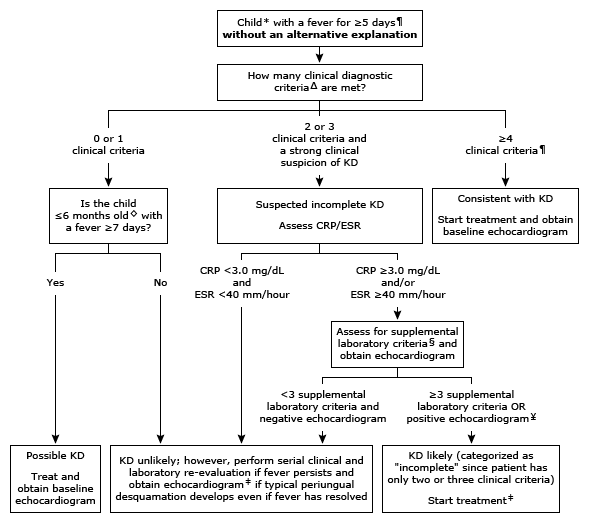 Child* with a fever for ≥5 days¶
without an alternative explanation
How many clinical diagnostic
criteriaΔ are met?
0 or 1
clinical criteria
2 or 3
clinical criteria and
a strong clinical
suspicion of KD
≥4
clinical criteria¶
Is the child
≤6 months old◊ with
a fever ≥7 days?
Suspected incomplete KD
Assess CRP/ESR
Consistent with KD
Start treatment and obtain
baseline echocardiogram
Yes
No
CRP <3.0 mg/dL
and
ESR <40 mm/hour
CRP ≥3.0 mg/dL
and/or
ESR ≥40 mm/hour
Assess for supplemental
laboratory criteria§ and
obtain echocardiogram
<3 supplemental
laboratory criteria and
negative echocardiogram
≥3 supplemental
laboratory criteria OR
positive echocardiogram¥
Possible KD
Treat and
obtain baseline
echocardiogram
KD unlikely; however, perform serial clinical and
laboratory re-evaluation if fever persists and
obtain echocardiogram‡ if typical periungual
desquamation develops even if fever has resolved
KD likely (categorized as
"incomplete" since patient has
only two or three clinical criteria)
Start treatment‡